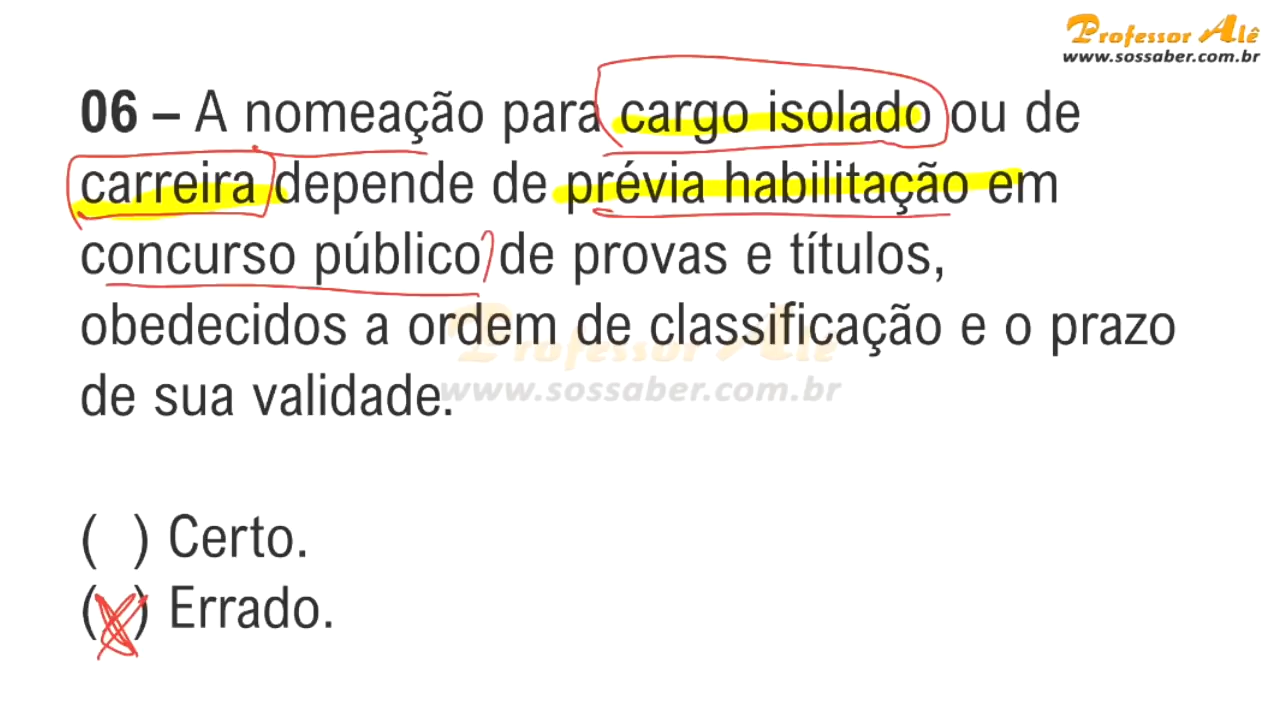 Professor Alê
www.sossaber.com.br
06 – A nomeação para cargo isolado ou de
carreira depende de prévia habilitação em
concurso público de provas e títulos,
obedecidos a ordem de classificação e o prazo
de sua validade.
Professor Alê
www.sossaber.com.br
( ) Certo.
(X) Errado.